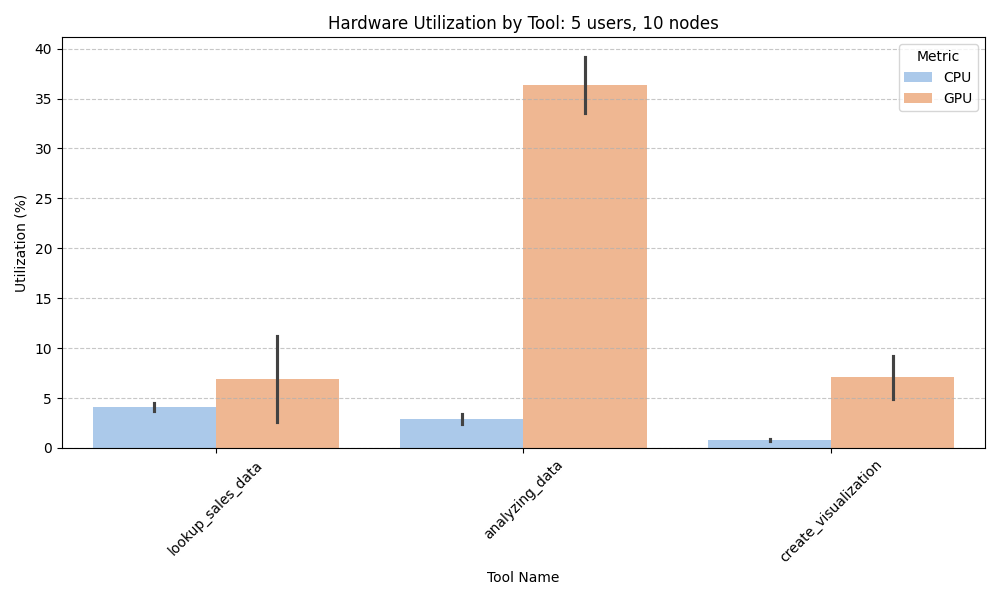 Hardware Utilization by Tool: 5 users, 10 nodes
Metric
CPU
GPU
Utilization (%)
40
35
30
25
20
15
10
5
0
lookup_sales_data
analyzing_data
create_visualization
Tool Name